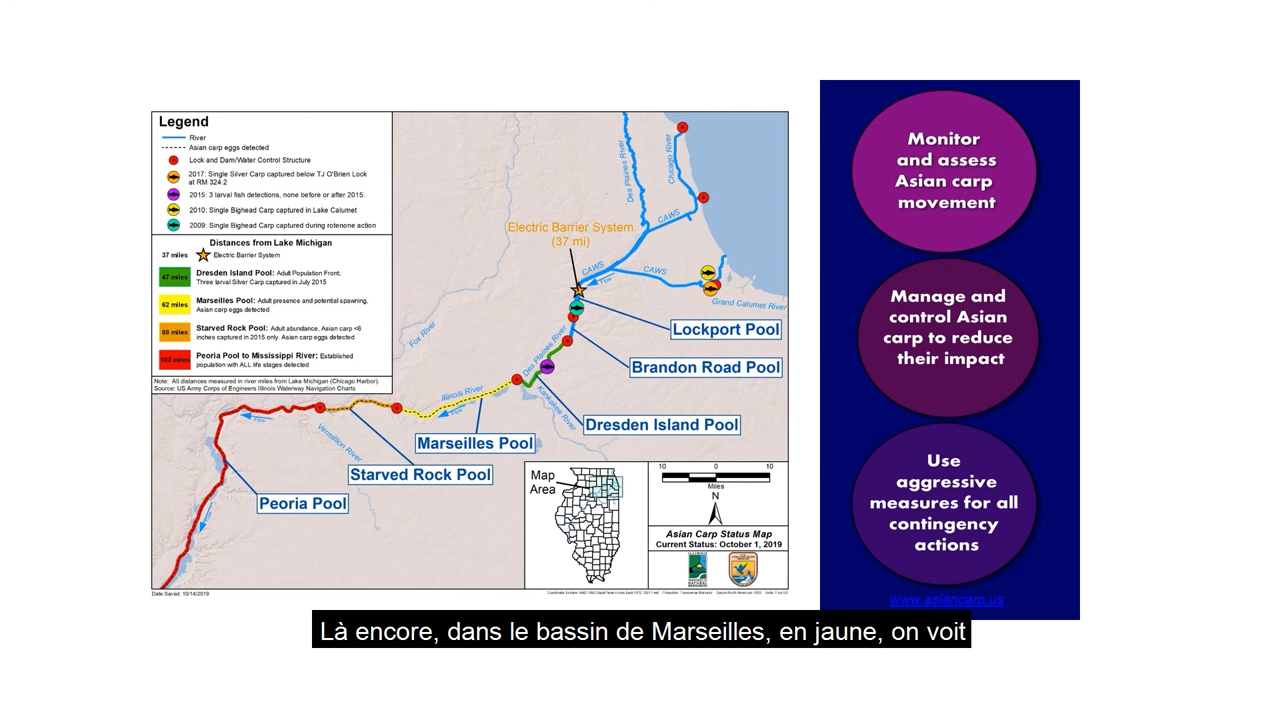 Legend
River
Asian carp eggs detected
Lock and Dam/Water Control Structure
2017: Single Silver Carp captured below TJ O'Brien Lock
at RM 324.2
2015: 3 larval fish detections, none before or after 2015.
2010: Single Bighead Carp captured in Lake Calumet
2009: Single Bighead Carp captured during rotenone action
Distances from Lake Michigan
37 miles
Electric Barrier System
47 miles
Dresden Island Pool: Adult Population Front;
Three larval Silver Carp captured in July 2015
62 miles
Marseilles Pool: Adult presence and potential spawning,
Asian carp eggs detected
88 miles
Starved Rock Pool: Adult abundance, Asian carp <6
inches captured in 2015 only. Asian carp eggs detected
102 miles
Peoria Pool to Mississippi River: Established
population with ALL life stages detected
Note: All distances measured in river miles from Lake Michigan (Chicago Harbor).
Source: US Army Corps of Engineers Illinois Waterway Navigation Charts
Des Plaines River
Chicago River
CAWS
Electric Barrier System
(37 mi)
CAWS
CAWS
Flow
Grand Calumet River
Lockport Pool
Fox River
Des Plaines River
Brandon Road Pool
Illinois River
Flow
Kankakee River
Dresden Island Pool
Marseilles Pool
Flow
Vermillion River
Starved Rock Pool
Peoria Pool
Flow
Map
Area
10 0 10
Miles
N
Asian Carp Status Map
Current Status: October 1, 2019
Date Saved: 10/14/2019
Monitor
and assess
Asian carp
movement
Manage and
control Asian
carp to reduce
their impact
Use
aggressive
measures for all
contingency
actions
www.asiancarp.us
Là encore, dans le bassin de Marseilles, en jaune, on voit